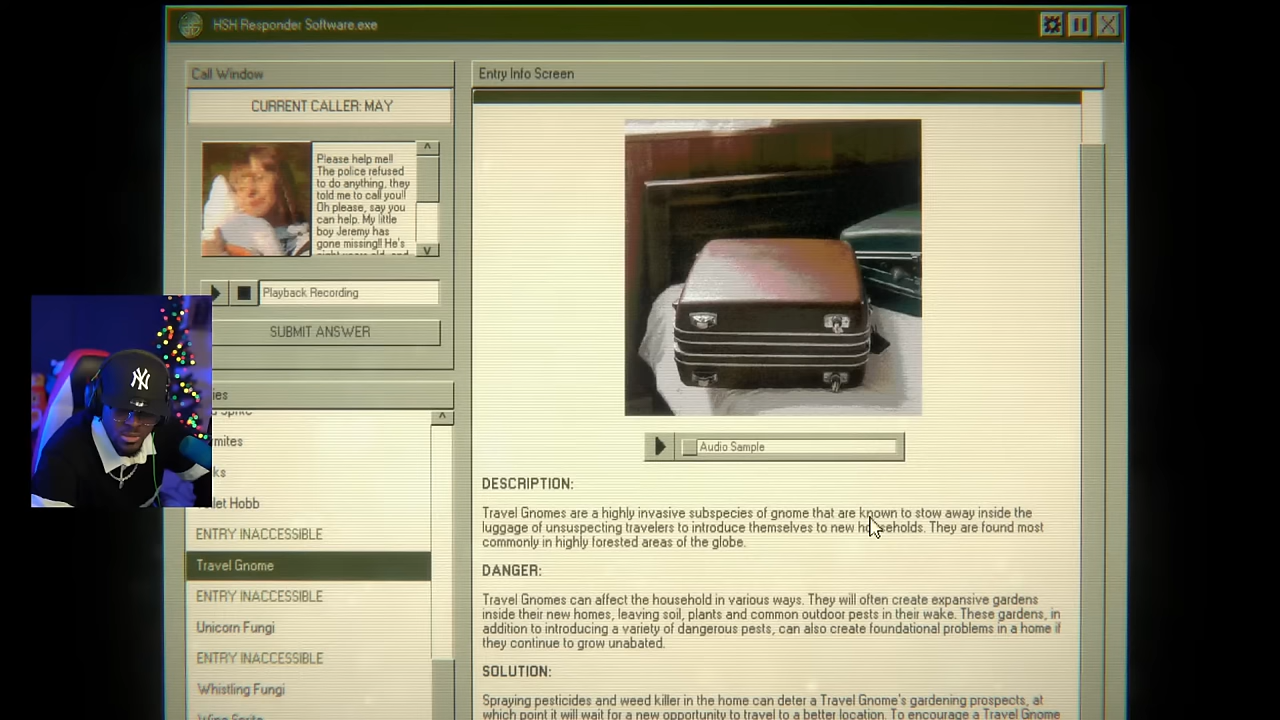 HSH Responder Software.exe
Call Window
CURRENT CALLER: MAY
Please help me!!
The police refused
to do anything, they
told me to call you!!
Oh please, say you
can help. My little
boy Jeremy has
gone missing!! He's
Playback Recording
SUBMIT ANSWER
ENTRY INACCESSIBLE
Travel Gnome
ENTRY INACCESSIBLE
Unicorn Fungi
ENTRY INACCESSIBLE
Whistling Fungi
Entry Info Screen
Audio Sample
DESCRIPTION:
Travel Gnomes are a highly invasive subspecies of gnome that are known to stow away inside the
luggage of unsuspecting travelers to introduce themselves to new households. They are found most
commonly in highly forested areas of the globe.
DANGER:
Travel Gnomes can affect the household in various ways. They will often create expansive gardens
inside their new homes, leaving soil, plants and common outdoor pests in their wake. These gardens, in
addition to introducing a variety of dangerous pests, can also create foundational problems in a home if
they continue to grow unabated.
SOLUTION:
Spraying pesticides and weed killer in the home can deter a Travel Gnome's gardening prospects, at
which point it will wait for a new opportunity to travel to a better location. To encourage a Travel Gnome